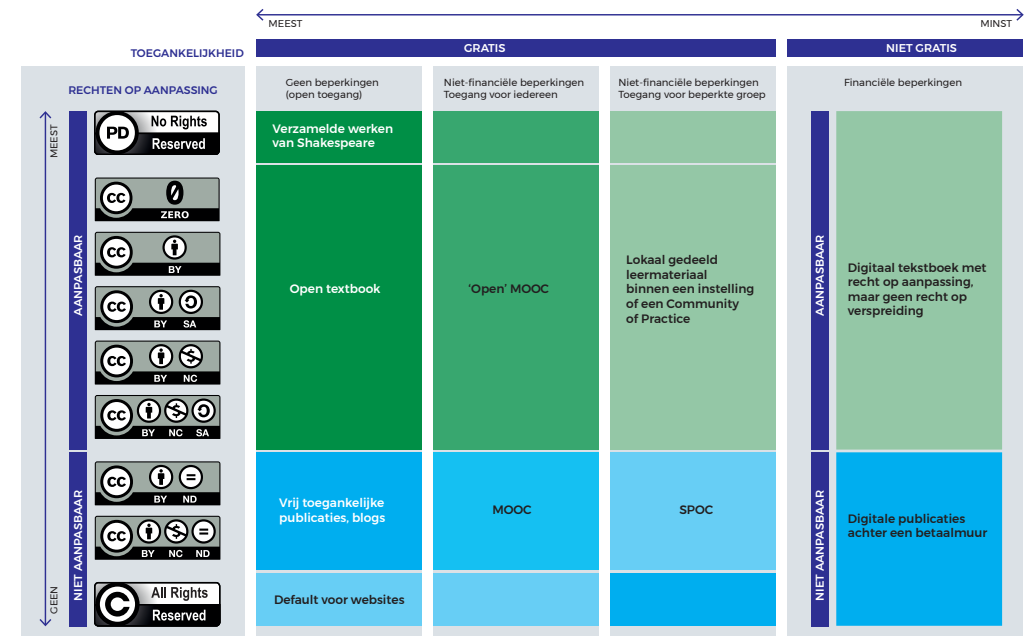 MEEST
MINST
TOEGANKELIJKHEID
GRATIS
NIET GRATIS
RECHTEN OP AANPASSING
Geen beperkingen
(open toegang)
Niet-financiële beperkingen
Toegang voor iedereen
Niet-financiële beperkingen
Toegang voor beperkte groep
Financiële beperkingen
MEEST
GEEN
AANPASBAAR
NIET AANPASBAAR
PD No Rights
Reserved
cc 0
ZERO
cc
BY
cc
BY SA
cc
BY NC
cc
BY NC SA
cc =
BY ND
cc =
BY NC ND
C All Rights
Reserved
Verzamelde werken
van Shakespeare
Open textbook
‘Open’ MOOC
Lokaal gedeeld
leermateriaal
binnen een instelling
of een Community
of Practice
AANPASBAAR
Digitaal tekstboek met
recht op aanpassing,
maar geen recht op
verspreiding
Vrij toegankelijke
publicaties, blogs
MOOC
SPOC
NIET AANPASBAAR
Digitale publicaties
achter een betaalmuur
Default voor websites